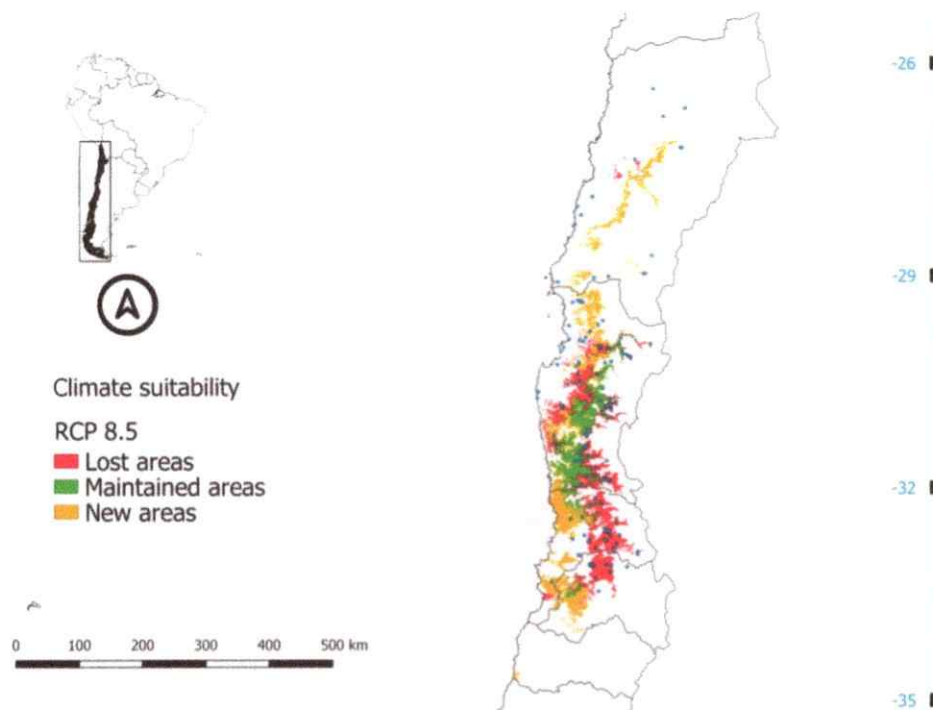 Climate suitability
RCP 8.5
Lost areas
Maintained areas
New areas
0 100 200 300 400 500 km
-26
-29
-32
-35